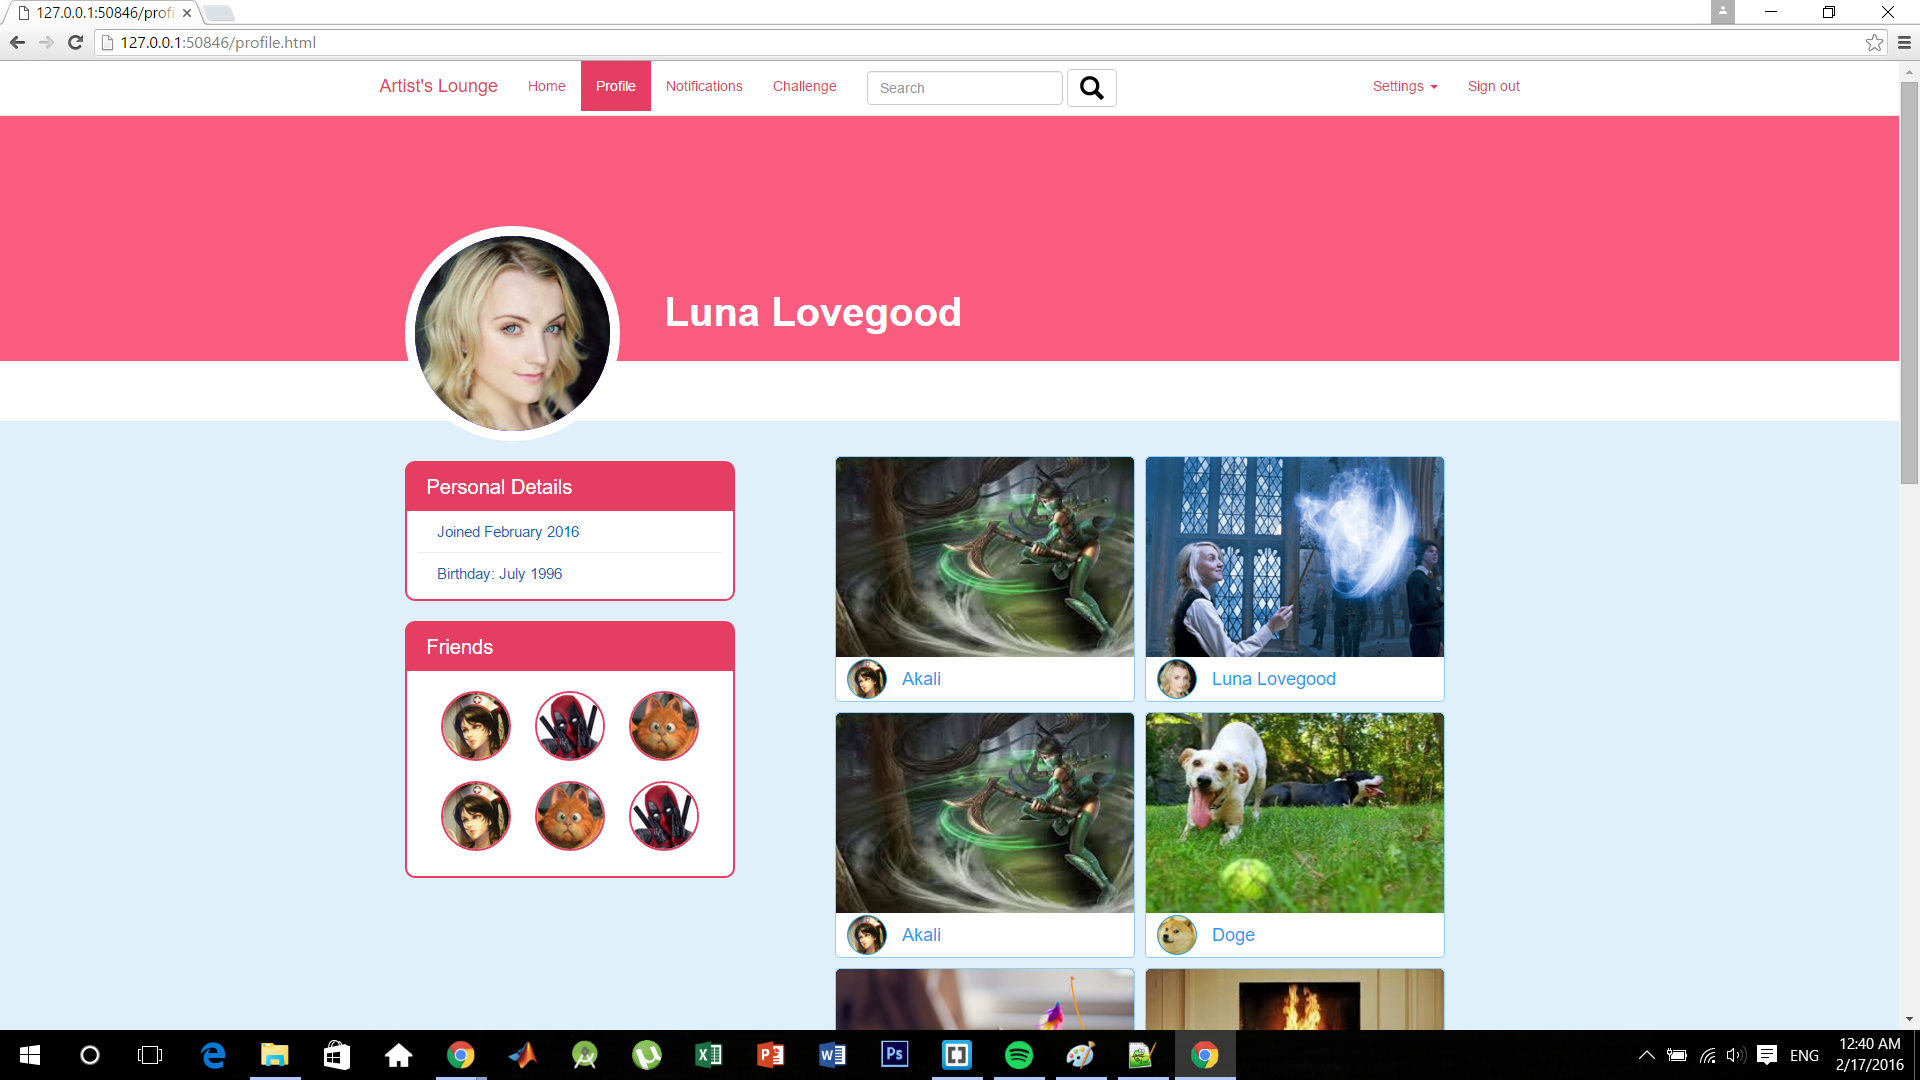 127.0.0.1:50846/profi
127.0.0.1:50846/profile.html
Artist's Lounge Home Profile Notifications Challenge Search Settings Sign out
Luna Lovegood
Personal Details
Joined February 2016
Birthday: July 1996
Friends
Akali
Luna Lovegood
Akali
Doge
ENG
12:40 AM
2/17/2016